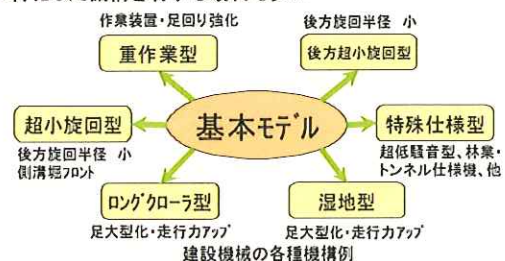 作業装置・足回り強化
重作業型
後方旋回半径 小
後方超小旋回型
超小旋回型
後方旋回半径 小
側溝掘フロント
基本モデル
特殊仕様型
超低騒音型、林業・
トンネル仕様機、他
ロングクローラ型
足大型化・走行力アップ
湿地型
足大型化・走行力アップ
建設機械の各種機構例